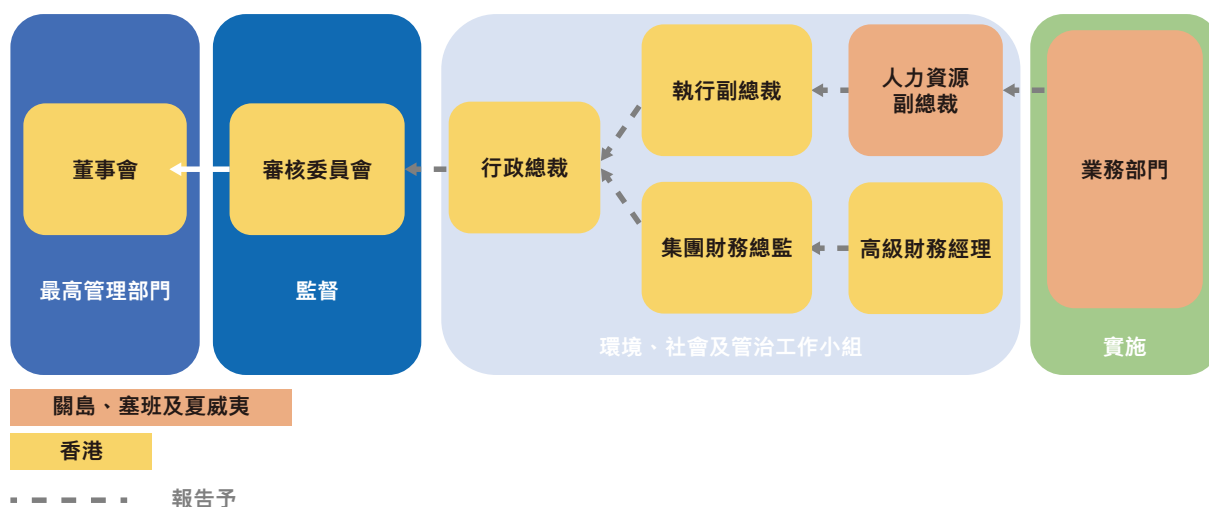 董事會
最高管理部門
審核委員會
監督
行政總裁
執行副總裁
人力資源
副總裁
集團財務總監
高級財務經理
環境、社會及管治工作小組
業務部門
實施
關島、塞班及夏威夷
香港
報告予